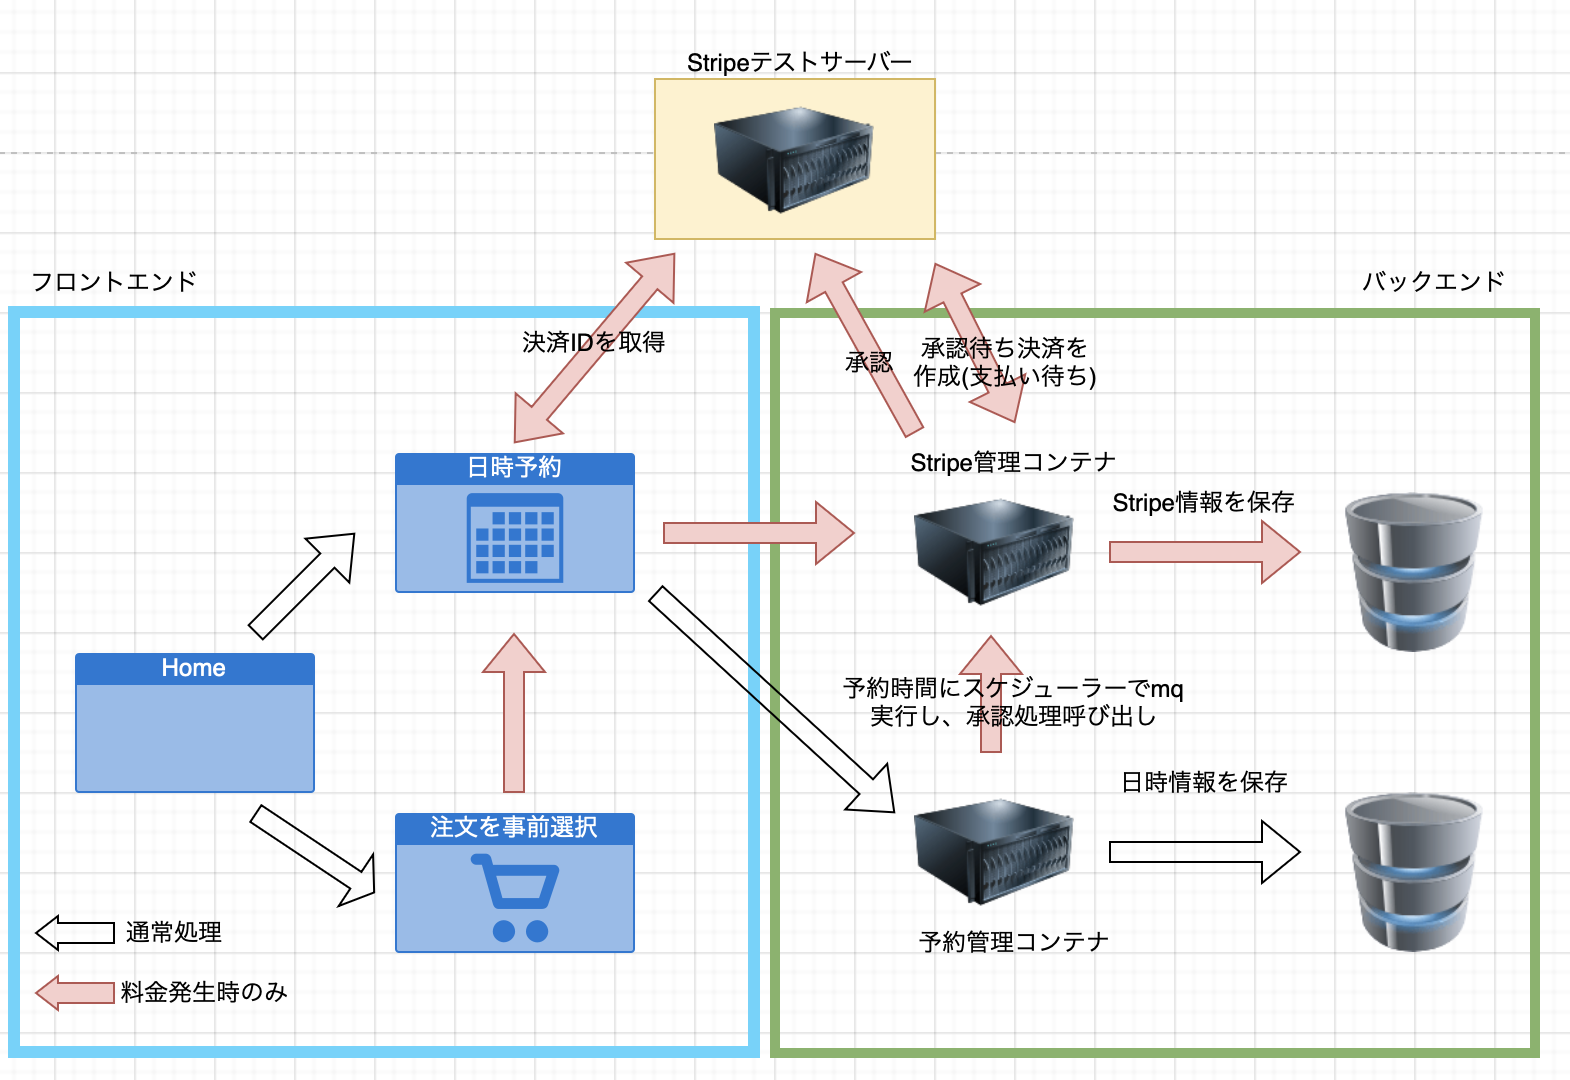 Stripeテストサーバー
フロントエンド
バックエンド
決済IDを取得
承認
承認待ち決済を
作成(支払い待ち)
日時予約
Stripe管理コンテナ
Stripe情報を保存
Home
予約時間にスケジューラーでmq
実行し、承認処理呼び出し
日時情報を保存
注文を事前選択
通常処理
予約管理コンテナ
料金発生時のみ